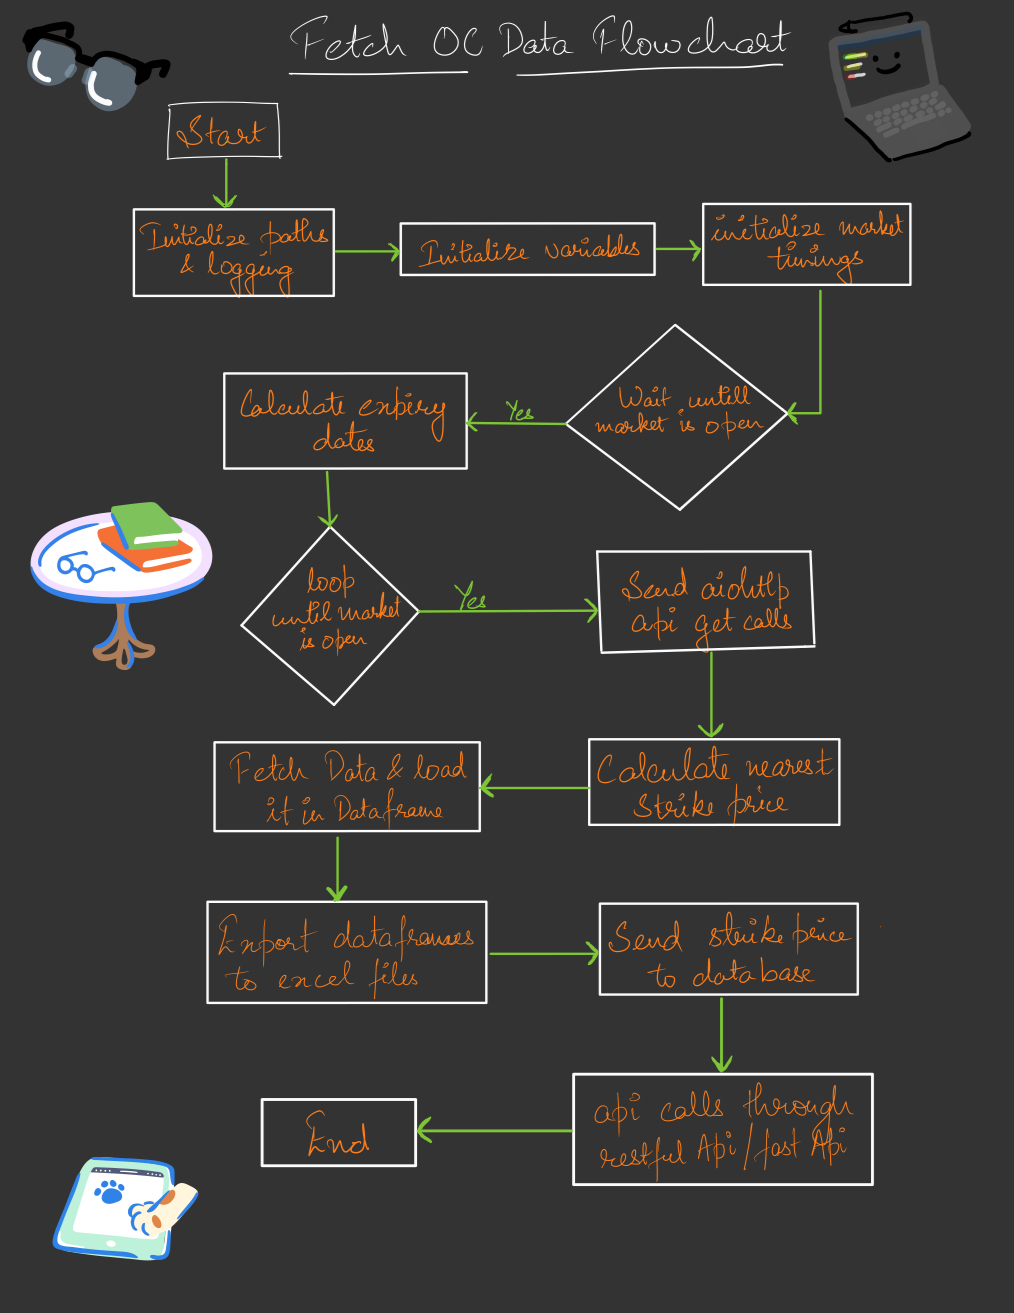 Fetch OC Data Flowchart
Start
Initialize paths
& logging
Initialize variables
initialize market
timings
Wait untill
market is open
Yes
Calculate expiry
dates
loop
until market
is open
Yes
Send aiohttp
api get calls
Calculate nearest
Strike price
Fetch Data & load
it in Dataframe
Export dataframes
to excel files
Send strike price
to database
api calls through
restful Api/fast Api
End